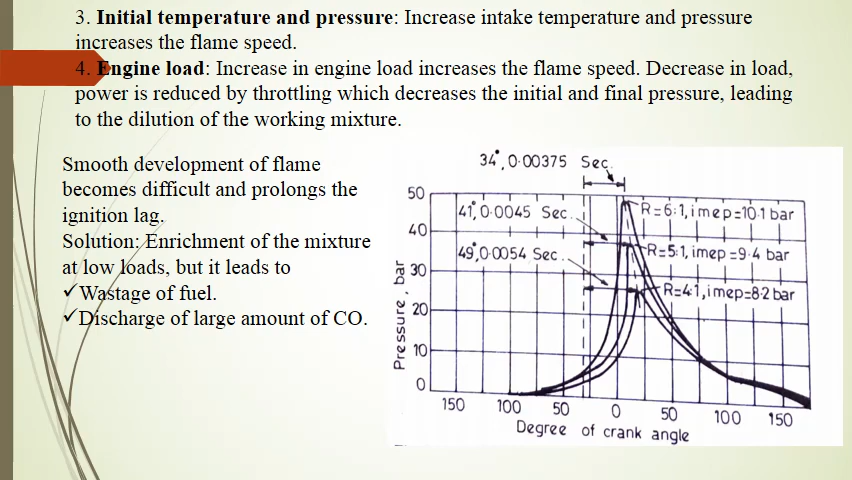 3. Initial temperature and pressure: Increase intake temperature and pressure
increases the flame speed.
4. Engine load: Increase in engine load increases the flame speed. Decrease in load,
power is reduced by throttling which decreases the initial and final pressure, leading
to the dilution of the working mixture.
Smooth development of flame
becomes difficult and prolongs the
ignition lag.
Solution: Enrichment of the mixture
at low loads, but it leads to
✓Wastage of fuel.
✓Discharge of large amount of CO.
34°, 0·00375 Sec.
50
41°, 0.0045 Sec.
R=6:1, imep=10·1 bar
40
49°, 0·0054 Sec.
R=5:1, imep=9·4 bar
30
R=4:1, imep=8·2 bar
20
10
0
Pressure, bar
150 100 50 0 50 100 150
Degree of crank angle